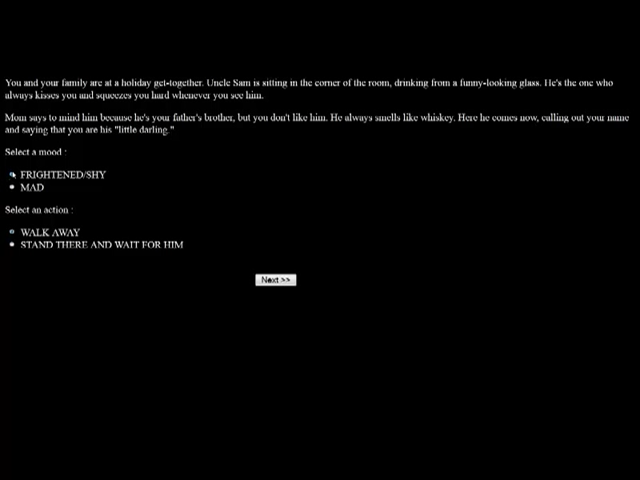 You and your family are at a holiday get-together. Uncle Sam is sitting in the corner of the room, drinking from a funny-looking glass. He's the one who
always kisses you and squeezes you hard whenever you see him.
Mom says to mind him because he's your father's brother, but you don't like him. He always smells like whiskey. Here he comes now, calling out your name
and saying that you are his "little darling."
Select a mood :
FRIGHTENED/SHY
MAD
Select an action :
WALK AWAY
STAND THERE AND WAIT FOR HIM
Next >>